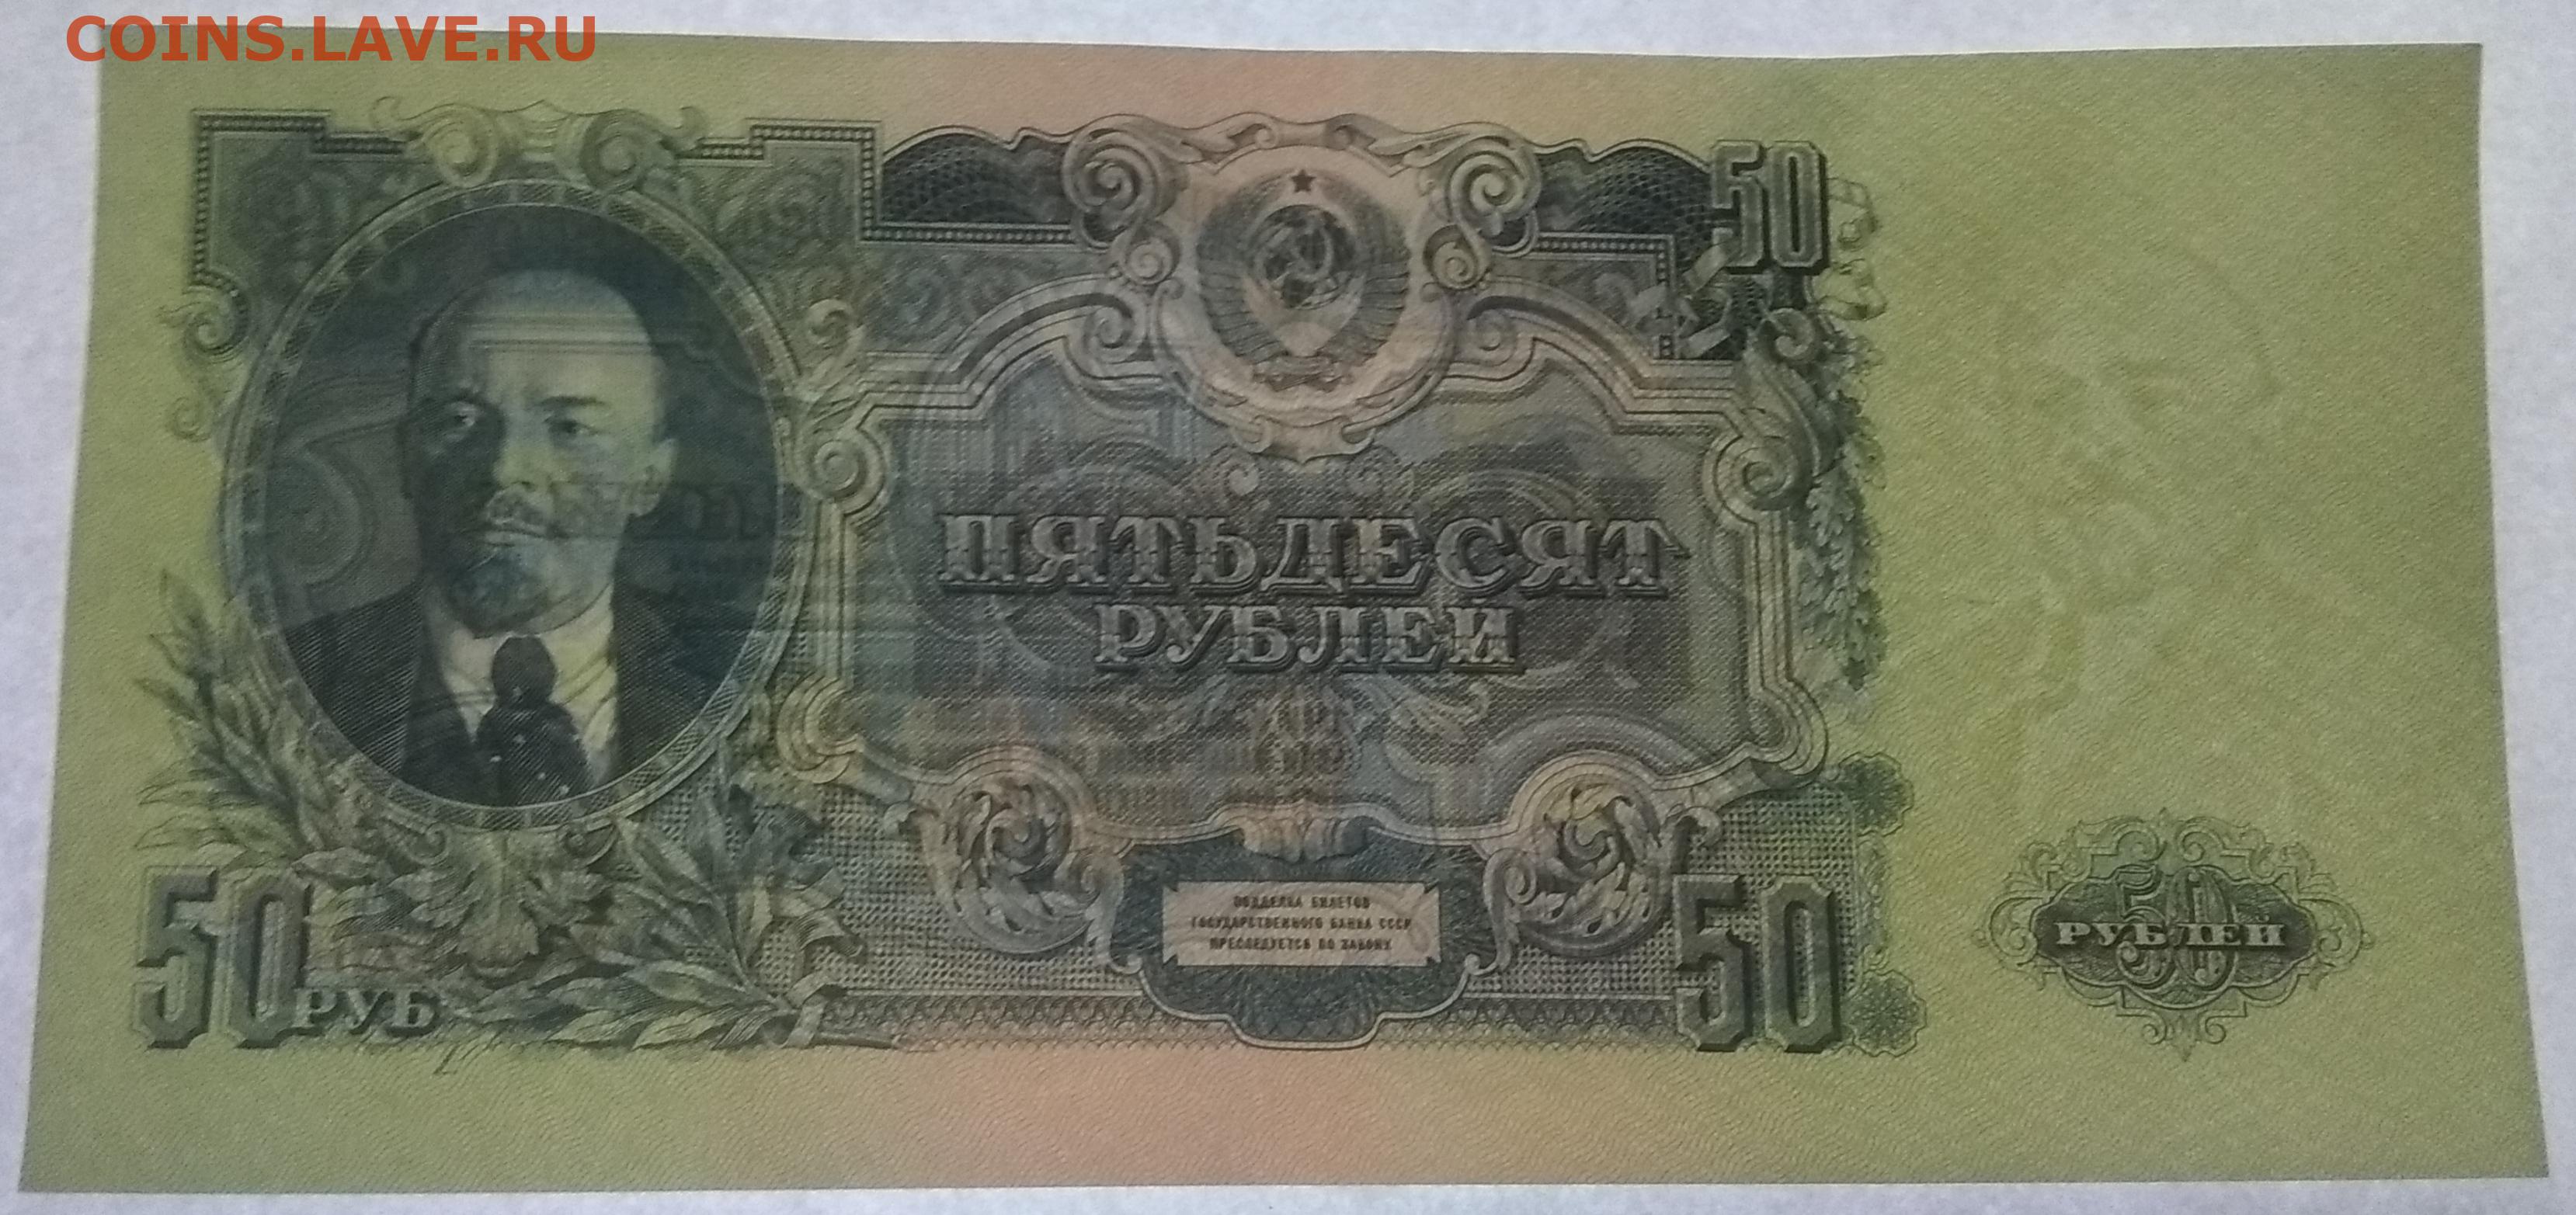 COINS.LAVE.RU
50
ПЯТЬДЕСЯТ
РУБЛЕЙ
ПОДДЕЛКА БИЛЕТОВ
ГОСУДАРСТВЕННОГО БАНКА СССР
ПРЕСЛЕДУЕТСЯ ПО ЗАКОНУ
50 РУБ
50
50
РУБЛЕЙ